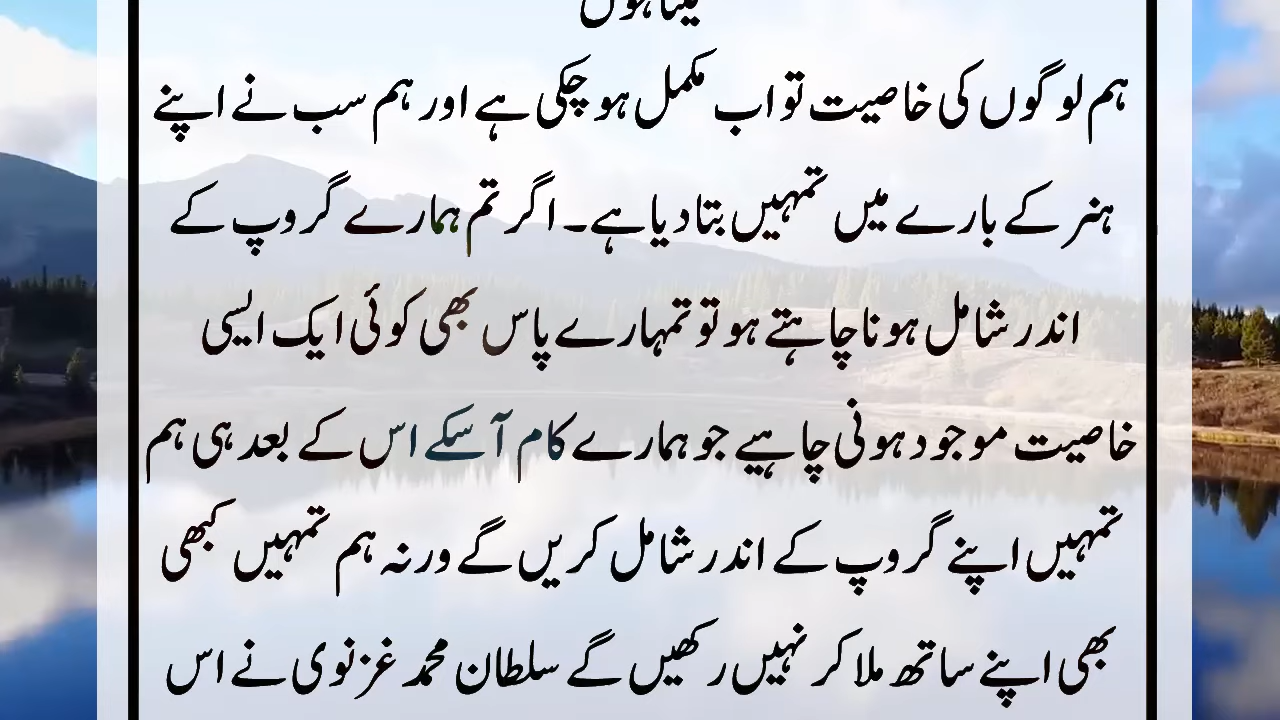 لیتا ہوں
ہم لوگوں کی خاصیت تو اب مکمل ہو چکی ہے اور ہم سب نے اپنے
ہنر کے بارے میں تمہیں بتا دیا ہے۔ اگر تم ہمارے گروپ کے
اندر شامل ہونا چاہتے ہو تو تمہارے پاس بھی کوئی ایک ایسی
خاصیت موجود ہونی چاہیے جو ہمارے کام آ سکے اس کے بعد ہی ہم
تمہیں اپنے گروپ کے اندر شامل کریں گے ورنہ ہم تمہیں کبھی
بھی اپنے ساتھ ملا کر نہیں رکھیں گے سلطان محمد غزنوی نے اس